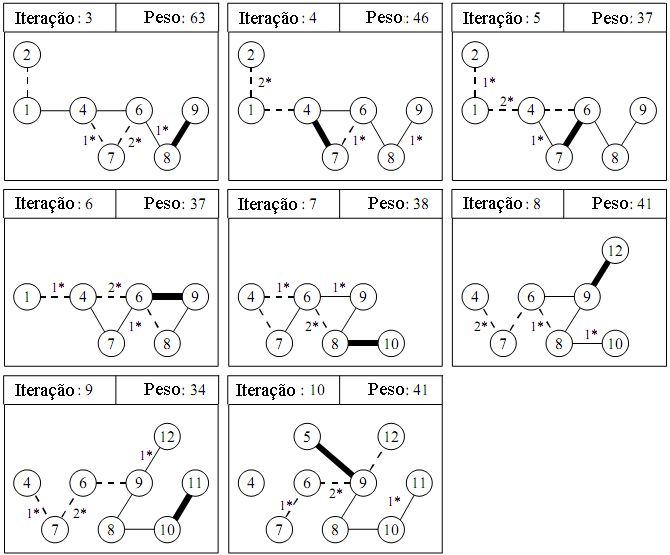 Iteração : 3 Peso: 63
2
1 4 6 9
1* 2* 1*
7 8
Iteração : 4 Peso: 46
2
2*
1 4 6 9
1* 1*
7 8
Iteração : 5 Peso: 37
2
1*
1 2* 4 6 9
1*
7 8
Iteração : 6 Peso: 37
1 1* 4 2* 6 9
1*
7 8
Iteração : 7 Peso: 38
4 1* 6 1* 9
2*
7 8 10
Iteração : 8 Peso: 41
12
4 6 9
2* 1* 1*
7 8 10
Iteração : 9 Peso: 34
12
1*
4 6 9 11
1* 2*
7 8 10
Iteração : 10 Peso: 41
5 12
4 6 2* 9 11
1* 1*
7 8 10